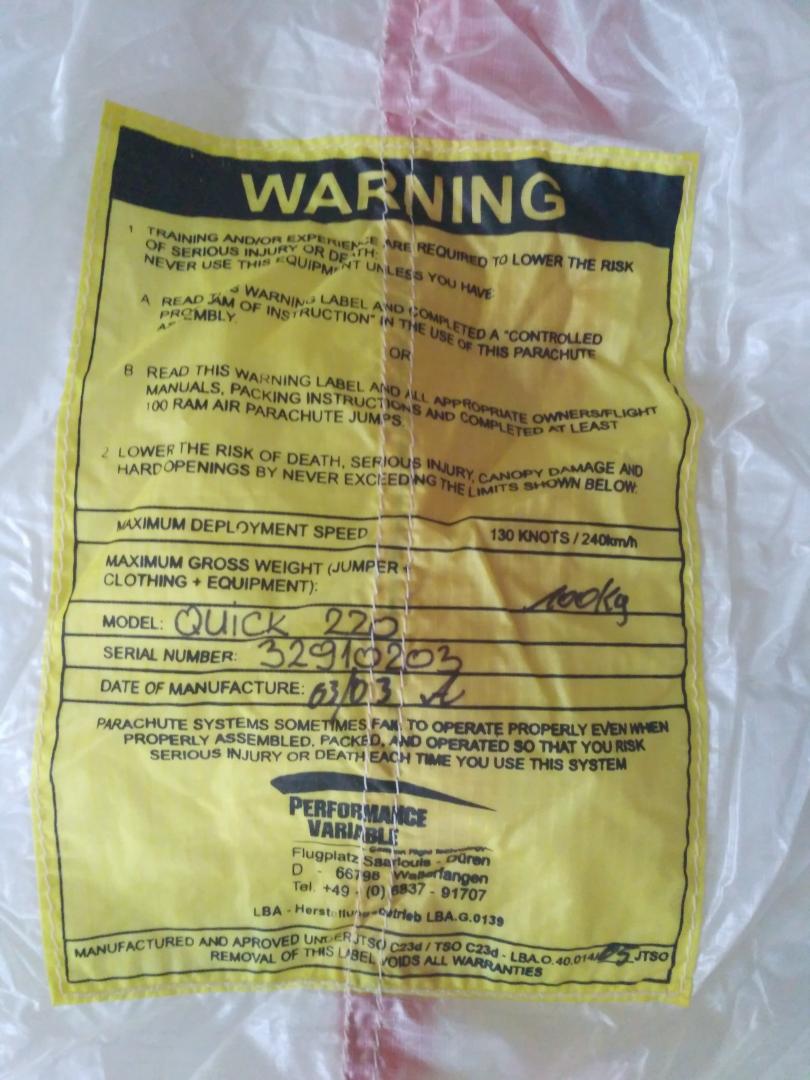 WARNING
1 TRAINING AND/OR EXPERIENCE ARE REQUIRED TO LOWER THE RISK
OF SERIOUS INJURY OR DEATH.
NEVER USE THIS EQUIPMENT UNLESS YOU HAVE:
A READ WARNING LABEL AND COMPLETED A "CONTROLLED
OF INSTRUCTION" IN THE USE OF THIS PARACHUTE
OR
B READ THIS WARNING LABEL AND ALL APPROPRIATE OWNERS/FLIGHT
MANUALS, PACKING INSTRUCTIONS AND COMPLETED AT LEAST
100 RAM AIR PARACHUTE JUMPS.
2 LOWER THE RISK OF DEATH, SERIOUS INJURY, CANOPY DAMAGE AND
HARD OPENINGS BY NEVER EXCEEDING THE LIMITS SHOWN BELOW:
MAXIMUM DEPLOYMENT SPEED 130 KNOTS / 240km/h
MAXIMUM GROSS WEIGHT (JUMPER +
CLOTHING + EQUIPMENT): 100Kg
MODEL: QUICK 220
SERIAL NUMBER: 32910203
DATE OF MANUFACTURE: 03/03
PARACHUTE SYSTEMS SOMETIMES FAIL TO OPERATE PROPERLY EVEN WHEN
PROPERLY ASSEMBLED, PACKED, AND OPERATED SO THAT YOU RISK
SERIOUS INJURY OR DEATH EACH TIME YOU USE THIS SYSTEM
PERFORMANCE
VARIABLE
Flugplatz Saarlouis - Düren
D - 66798 Wallerfangen
Tel. +49 - (0) 6837 - 91707
LBA - LBA.G.0139
MANUFACTURED AND APROVED UNDER JTSO C23d / TSO C23d - LBA.O.40.014/ JTSO
REMOVAL OF THIS LABEL VOIDS ALL WARRANTIES